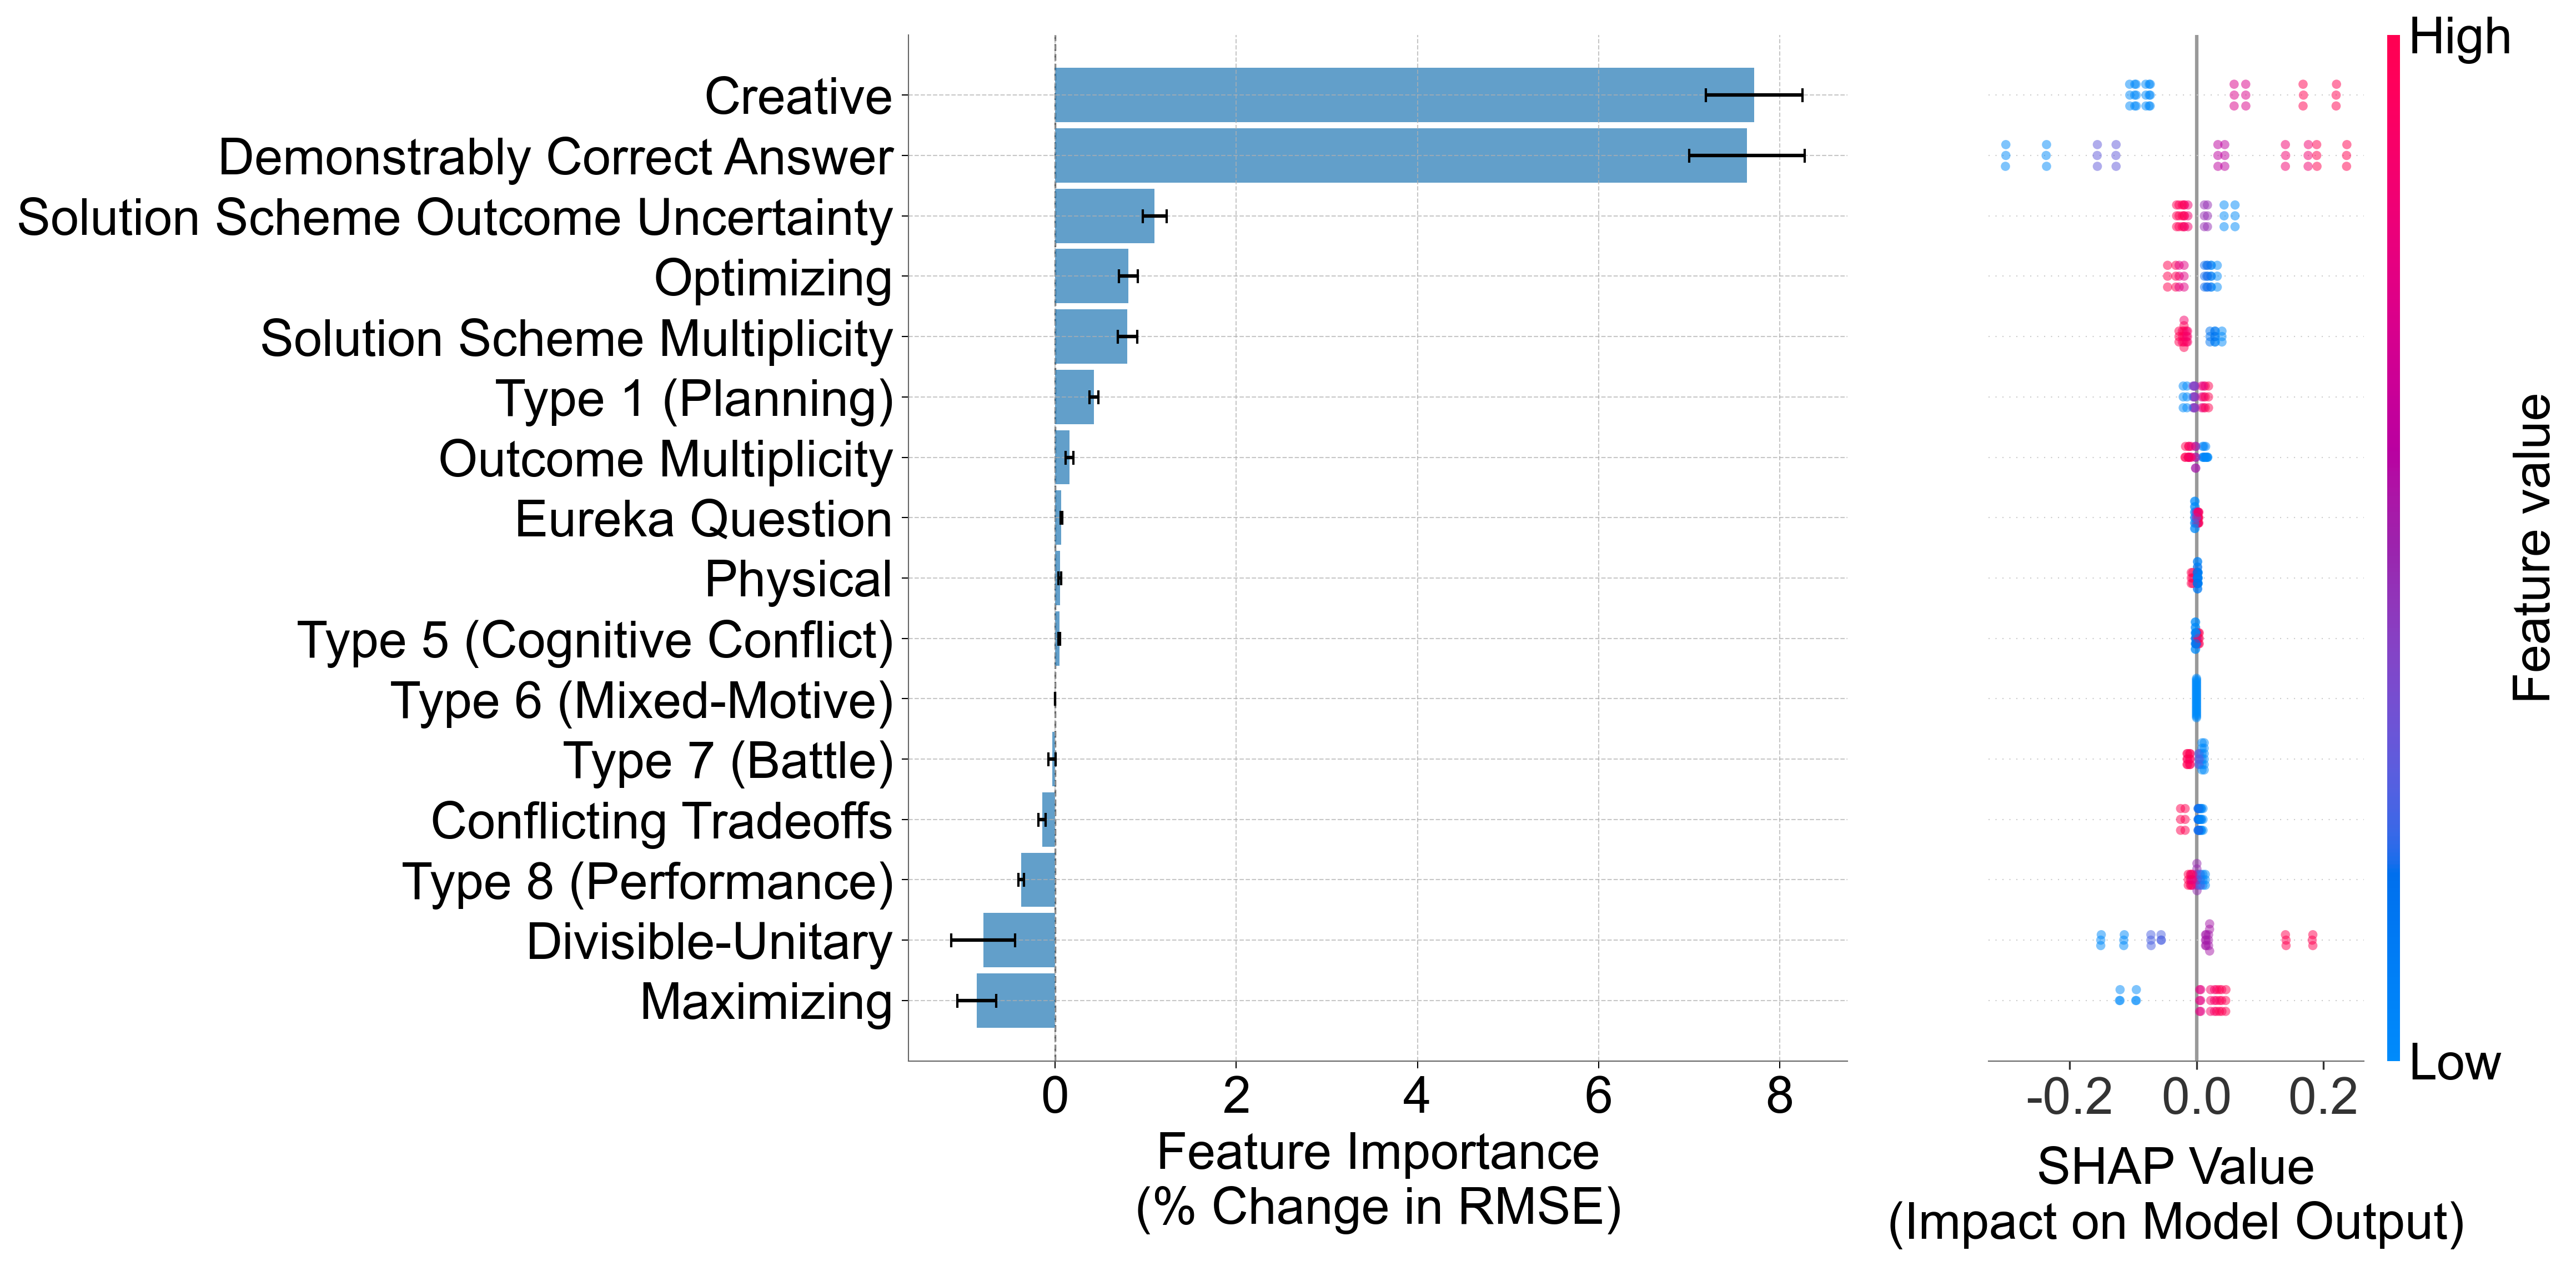 Creative
Demonstrably Correct Answer
Solution Scheme Outcome Uncertainty
Optimizing
Solution Scheme Multiplicity
Type 1 (Planning)
Outcome Multiplicity
Eureka Question
Physical
Type 5 (Cognitive Conflict)
Type 6 (Mixed-Motive)
Type 7 (Battle)
Conflicting Tradeoffs
Type 8 (Performance)
Divisible-Unitary
Maximizing
0 2 4 6 8
Feature Importance
(% Change in RMSE)
-0.2 0.0 0.2
SHAP Value
(Impact on Model Output)
High
Feature value
Low